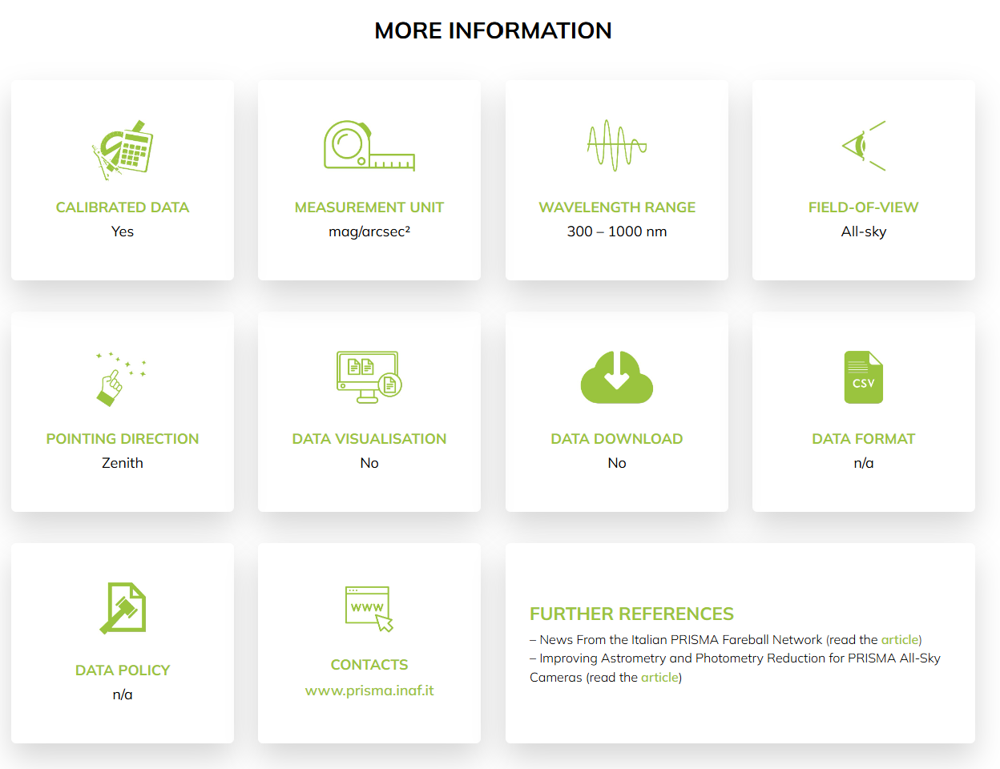 MORE INFORMATION
CALIBRATED DATA
Yes
MEASUREMENT UNIT
mag/arcsec²
WAVELENGTH RANGE
300 – 1000 nm
FIELD-OF-VIEW
All-sky
POINTING DIRECTION
Zenith
DATA VISUALISATION
No
DATA DOWNLOAD
No
CSV
DATA FORMAT
n/a
DATA POLICY
n/a
www
CONTACTS
www.prisma.inaf.it
FURTHER REFERENCES
– News From the Italian PRISMA Fareball Network (read the article)
– Improving Astrometry and Photometry Reduction for PRISMA All-Sky
Cameras (read the article)